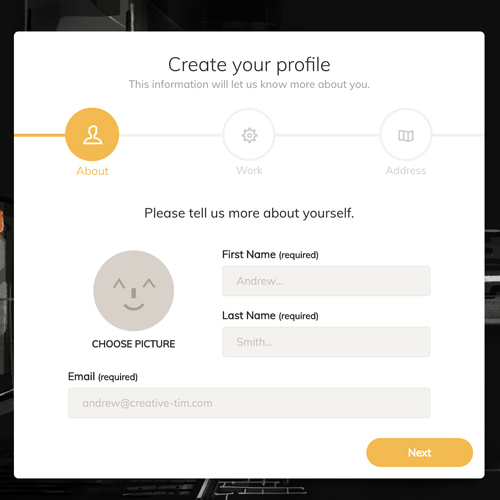 Create your profile
This information will let us know more about you.
About
Work
Address
Please tell us more about yourself.
First Name (required)
Andrew...
Last Name (required)
Smith...
CHOOSE PICTURE
Email (required)
andrew@creative-tim.com
Next